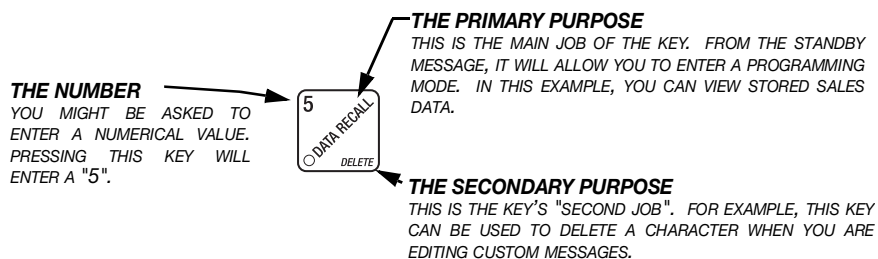 THE PRIMARY PURPOSE
THIS IS THE MAIN JOB OF THE KEY. FROM THE STANDBY
MESSAGE, IT WILL ALLOW YOU TO ENTER A PROGRAMMING
MODE. IN THIS EXAMPLE, YOU CAN VIEW STORED SALES
DATA.
THE NUMBER
YOU MIGHT BE ASKED TO
ENTER A NUMERICAL VALUE.
PRESSING THIS KEY WILL
ENTER A "5".
5
DATA RECALL
DELETE
THE SECONDARY PURPOSE
THIS IS THE KEY'S "SECOND JOB". FOR EXAMPLE, THIS KEY
CAN BE USED TO DELETE A CHARACTER WHEN YOU ARE
EDITING CUSTOM MESSAGES.